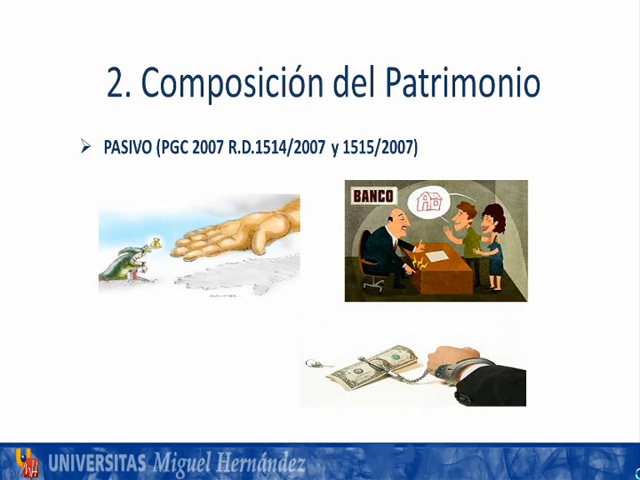 2. Composición del Patrimonio
PASIVO (PGC 2007 R.D.1514/2007 y 1515/2007)
BANCO
UNIVERSITAS Miguel Hernández